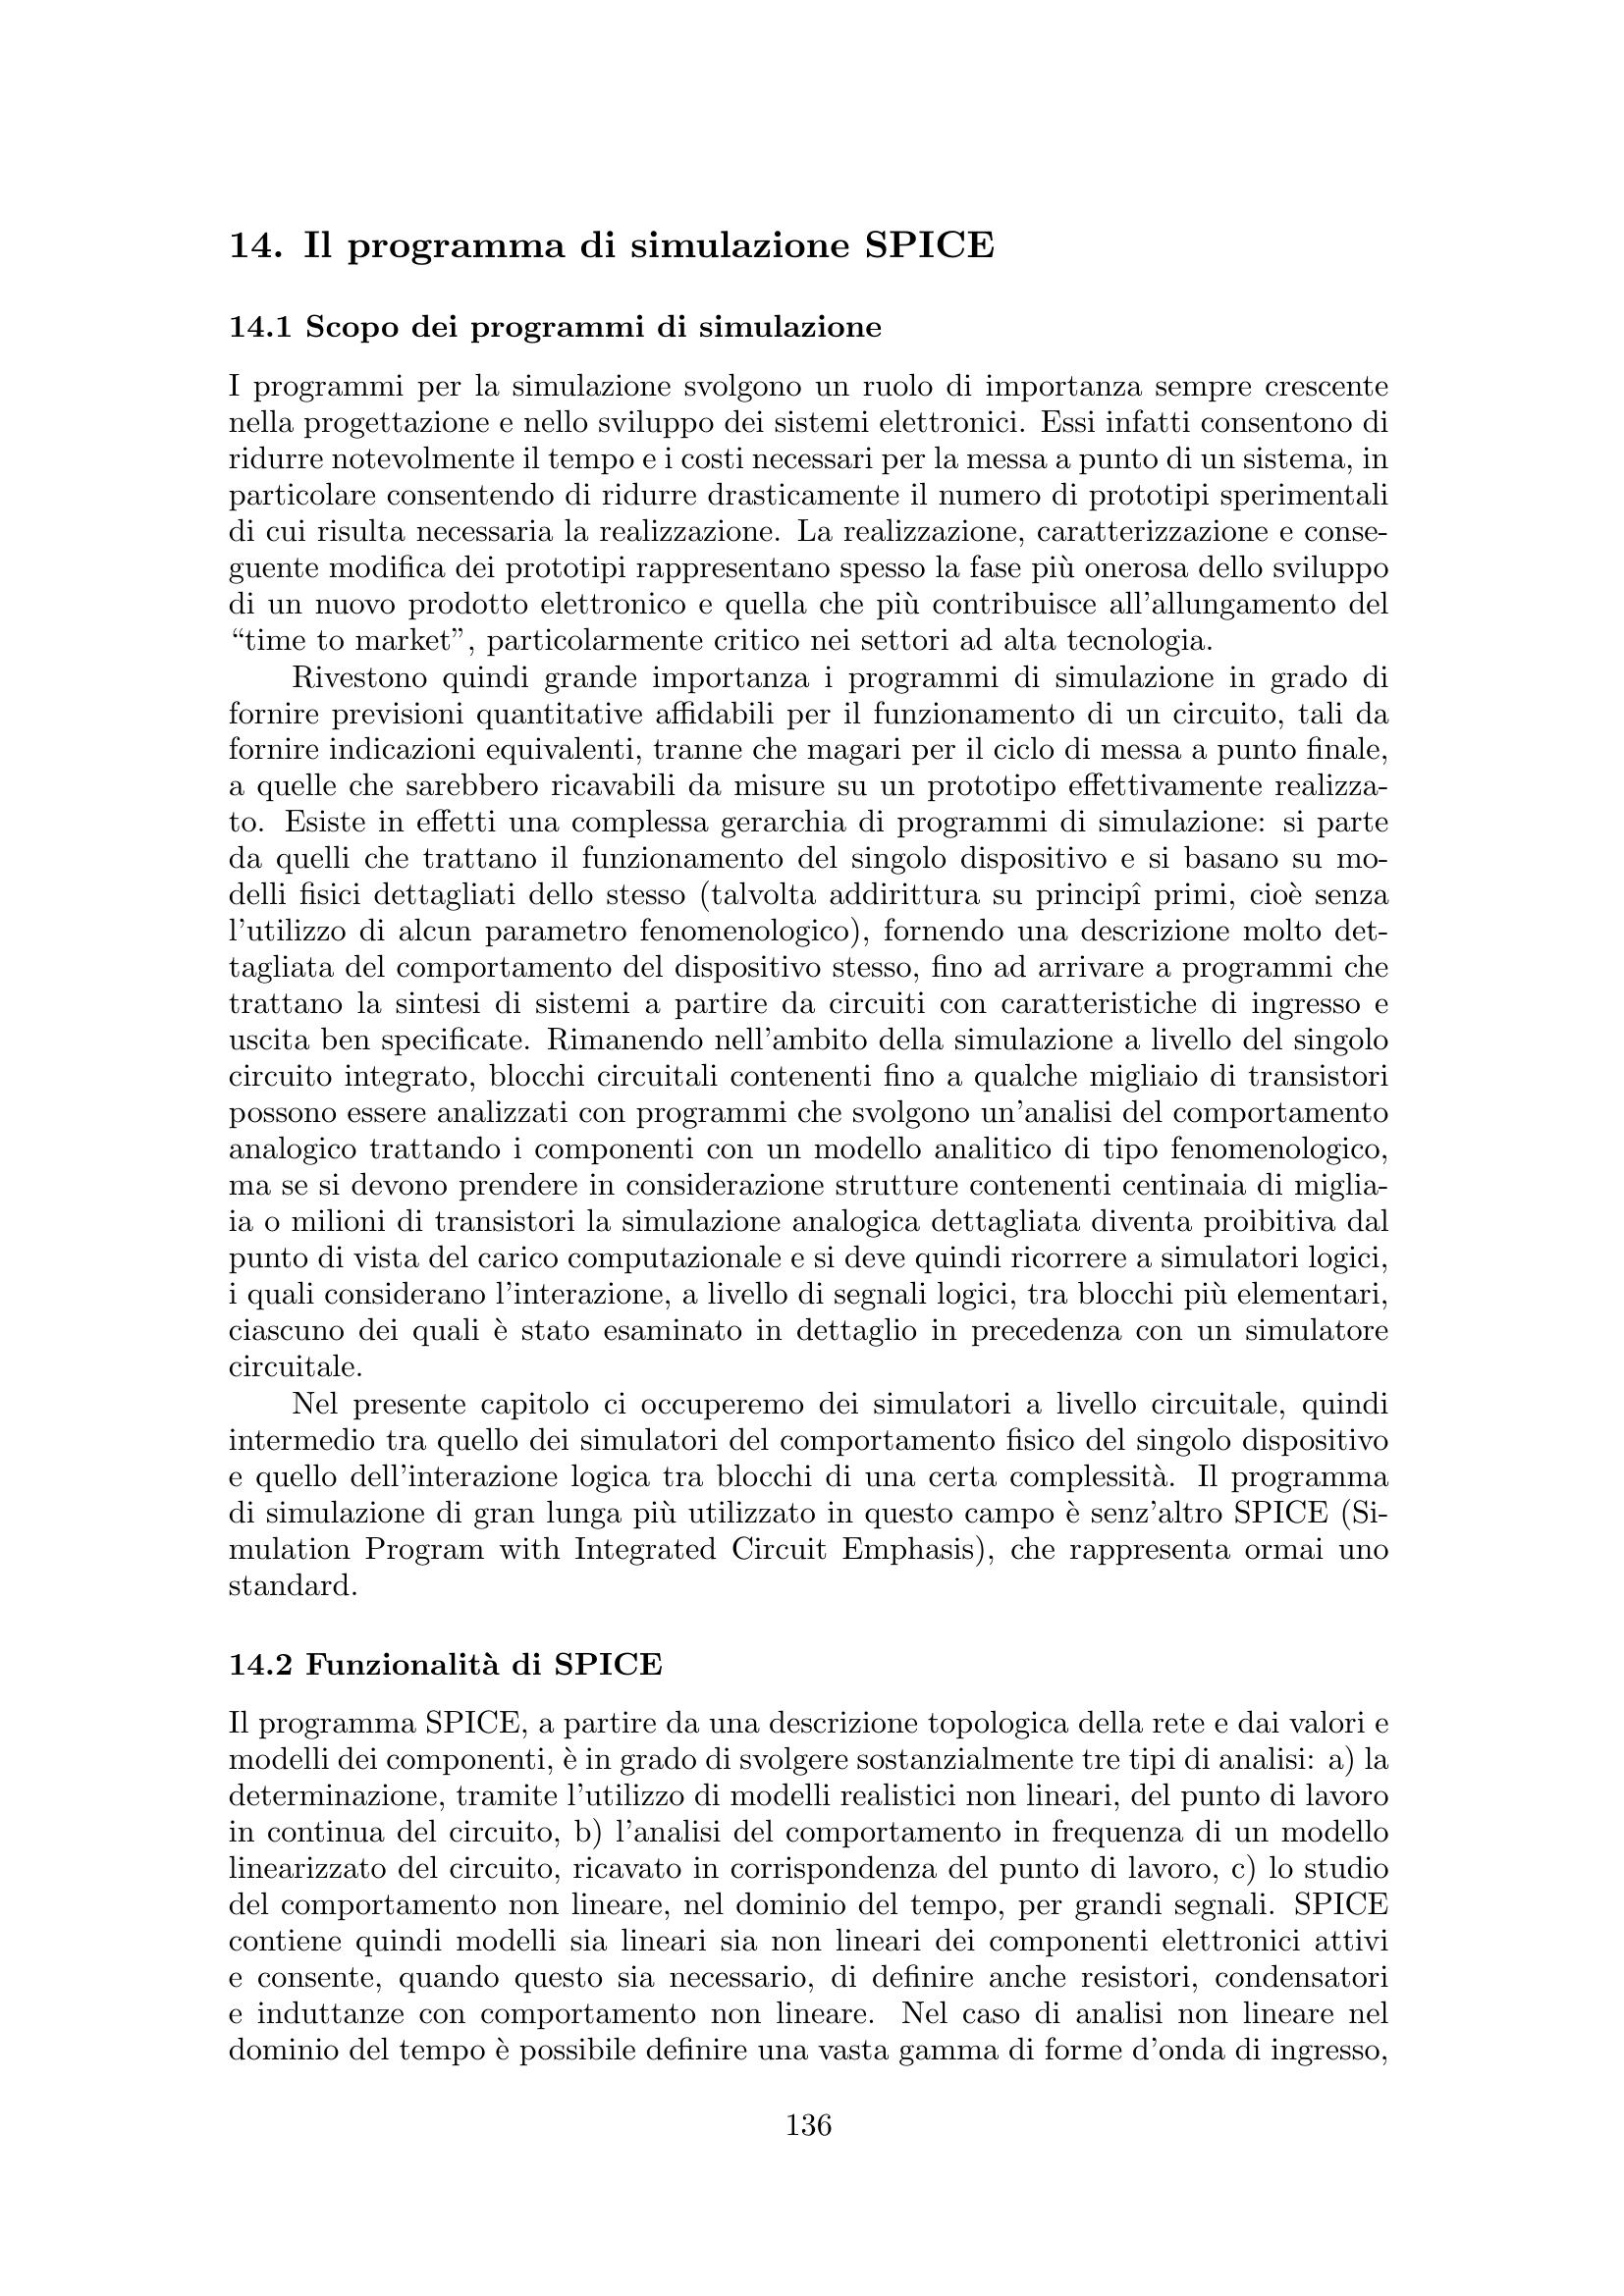 14. Il programma di simulazione SPICE
14.1 Scopo dei programmi di simulazione
I programmi per la simulazione svolgono un ruolo di importanza sempre crescente
nella progettazione e nello sviluppo dei sistemi elettronici. Essi infatti consentono di
ridurre notevolmente il tempo e i costi necessari per la messa a punto di un sistema, in
particolare consentendo di ridurre drasticamente il numero di prototipi sperimentali
di cui risulta necessaria la realizzazione. La realizzazione, caratterizzazione e conse-
guente modifica dei prototipi rappresentano spesso la fase più onerosa dello sviluppo
di un nuovo prodotto elettronico e quella che più contribuisce all'allungamento del
“time to market”, particolarmente critico nei settori ad alta tecnologia.
Rivestono quindi grande importanza i programmi di simulazione in grado di
fornire previsioni quantitative affidabili per il funzionamento di un circuito, tali da
fornire indicazioni equivalenti, tranne che magari per il ciclo di messa a punto finale,
a quelle che sarebbero ricavabili da misure su un prototipo effettivamente realizza-
to. Esiste in effetti una complessa gerarchia di programmi di simulazione: si parte
da quelli che trattano il funzionamento del singolo dispositivo e si basano su mo-
delli fisici dettagliati dello stesso (talvolta addirittura su principî primi, cioè senza
l'utilizzo di alcun parametro fenomenologico), fornendo una descrizione molto det-
tagliata del comportamento del dispositivo stesso, fino ad arrivare a programmi che
trattano la sintesi di sistemi a partire da circuiti con caratteristiche di ingresso e
uscita ben specificate. Rimanendo nell'ambito della simulazione a livello del singolo
circuito integrato, blocchi circuitali contenenti fino a qualche migliaio di transistori
possono essere analizzati con programmi che svolgono un'analisi del comportamento
analogico trattando i componenti con un modello analitico di tipo fenomenologico,
ma se si devono prendere in considerazione strutture contenenti centinaia di miglia-
ia o milioni di transistori la simulazione analogica dettagliata diventa proibitiva dal
punto di vista del carico computazionale e si deve quindi ricorrere a simulatori logici,
i quali considerano l'interazione, a livello di segnali logici, tra blocchi più elementari,
ciascuno dei quali è stato esaminato in dettaglio in precedenza con un simulatore
circuitale.
Nel presente capitolo ci occuperemo dei simulatori a livello circuitale, quindi
intermedio tra quello dei simulatori del comportamento fisico del singolo dispositivo
e quello dell'interazione logica tra blocchi di una certa complessità. Il programma
di simulazione di gran lunga più utilizzato in questo campo è senz'altro SPICE (Si-
mulation Program with Integrated Circuit Emphasis), che rappresenta ormai uno
standard.
14.2 Funzionalità di SPICE
Il programma SPICE, a partire da una descrizione topologica della rete e dai valori e
modelli dei componenti, è in grado di svolgere sostanzialmente tre tipi di analisi: a) la
determinazione, tramite l'utilizzo di modelli realistici non lineari, del punto di lavoro
in continua del circuito, b) l'analisi del comportamento in frequenza di un modello
linearizzato del circuito, ricavato in corrispondenza del punto di lavoro, c) lo studio
del comportamento non lineare, nel dominio del tempo, per grandi segnali. SPICE
contiene quindi modelli sia lineari sia non lineari dei componenti elettronici attivi
e consente, quando questo sia necessario, di definire anche resistori, condensatori
e induttanze con comportamento non lineare. Nel caso di analisi non lineare nel
dominio del tempo è possibile definire una vasta gamma di forme d'onda di ingresso,
136